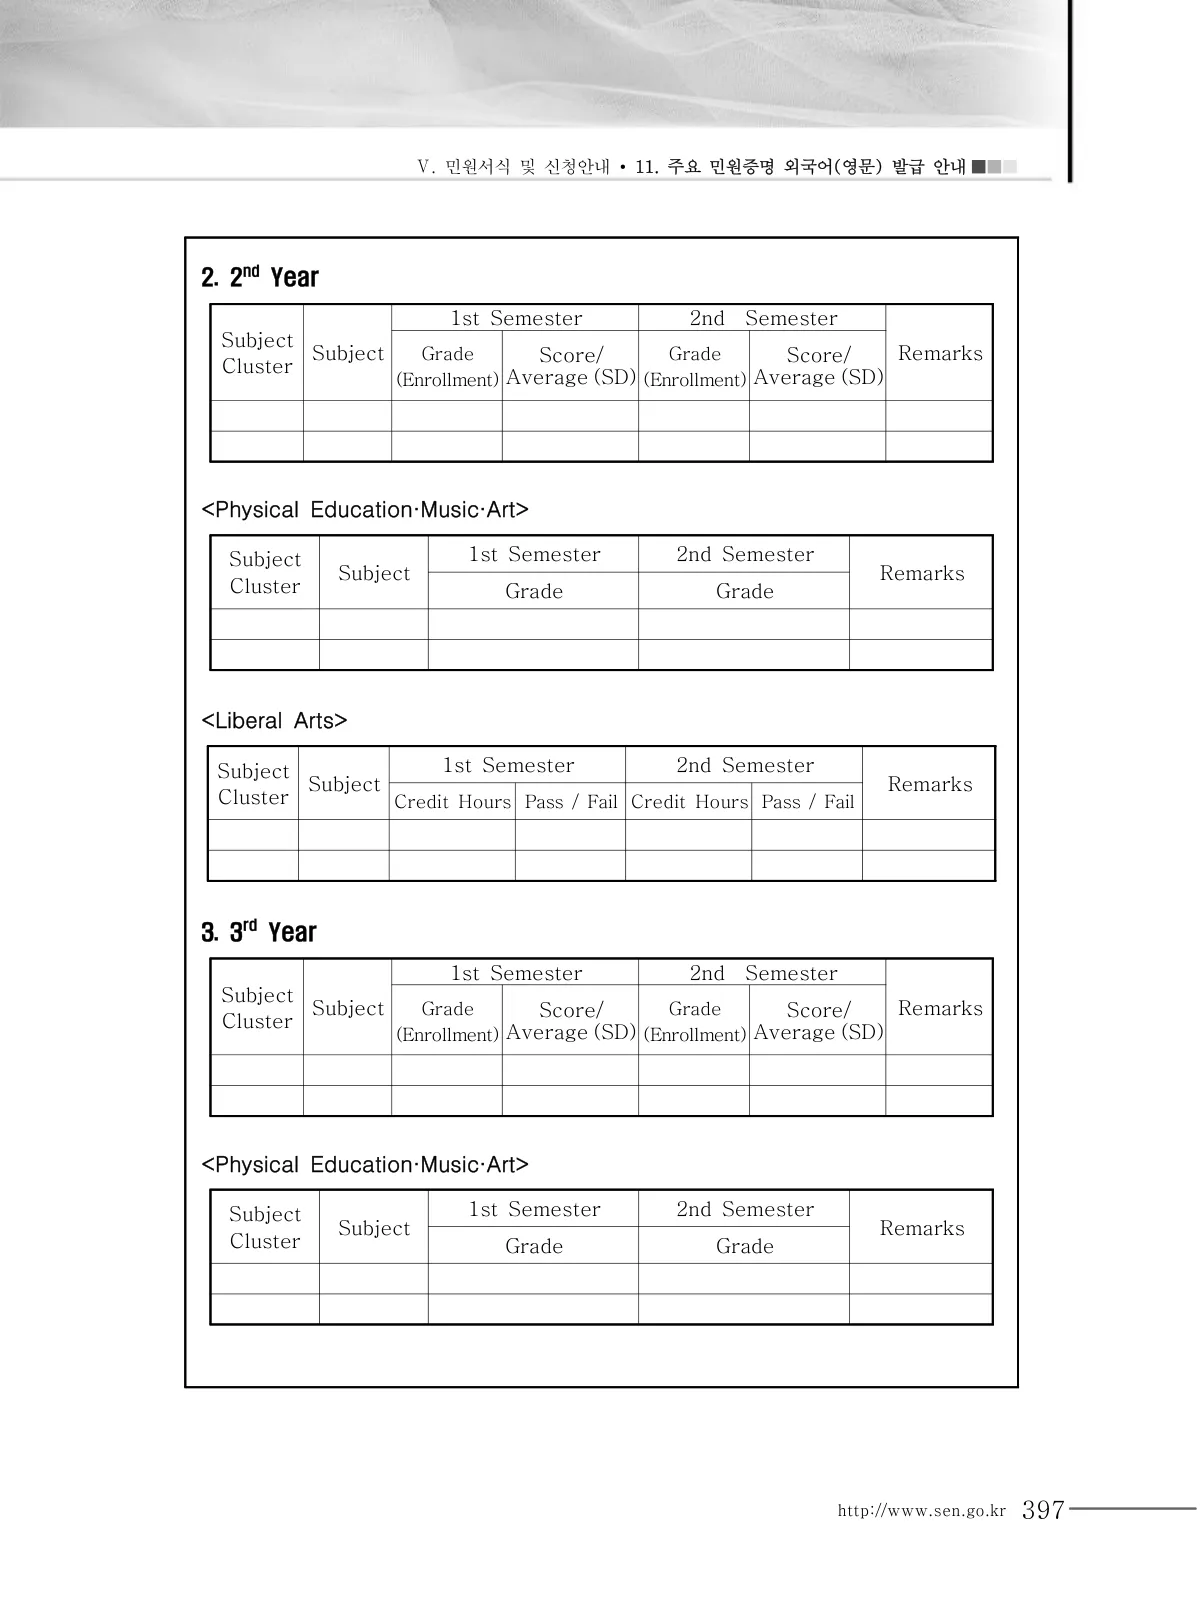 V. 민원서식 및 신청안내 • 11. 주요 민원증명 외국어(영문) 발급 안내
2. 2nd Year
Subject Cluster Subject 1st Semester 2nd Semester Remarks
Grade (Enrollment) Score/ Average (SD) Grade (Enrollment) Score/ Average (SD)
<Physical Education·Music·Art>
Subject Cluster Subject 1st Semester 2nd Semester Remarks
Grade Grade
<Liberal Arts>
Subject Cluster Subject 1st Semester 2nd Semester Remarks
Credit Hours Pass / Fail Credit Hours Pass / Fail
3. 3rd Year
Subject Cluster Subject 1st Semester 2nd Semester Remarks
Grade (Enrollment) Score/ Average (SD) Grade (Enrollment) Score/ Average (SD)
<Physical Education·Music·Art>
Subject Cluster Subject 1st Semester 2nd Semester Remarks
Grade Grade
http://www.sen.go.kr 397